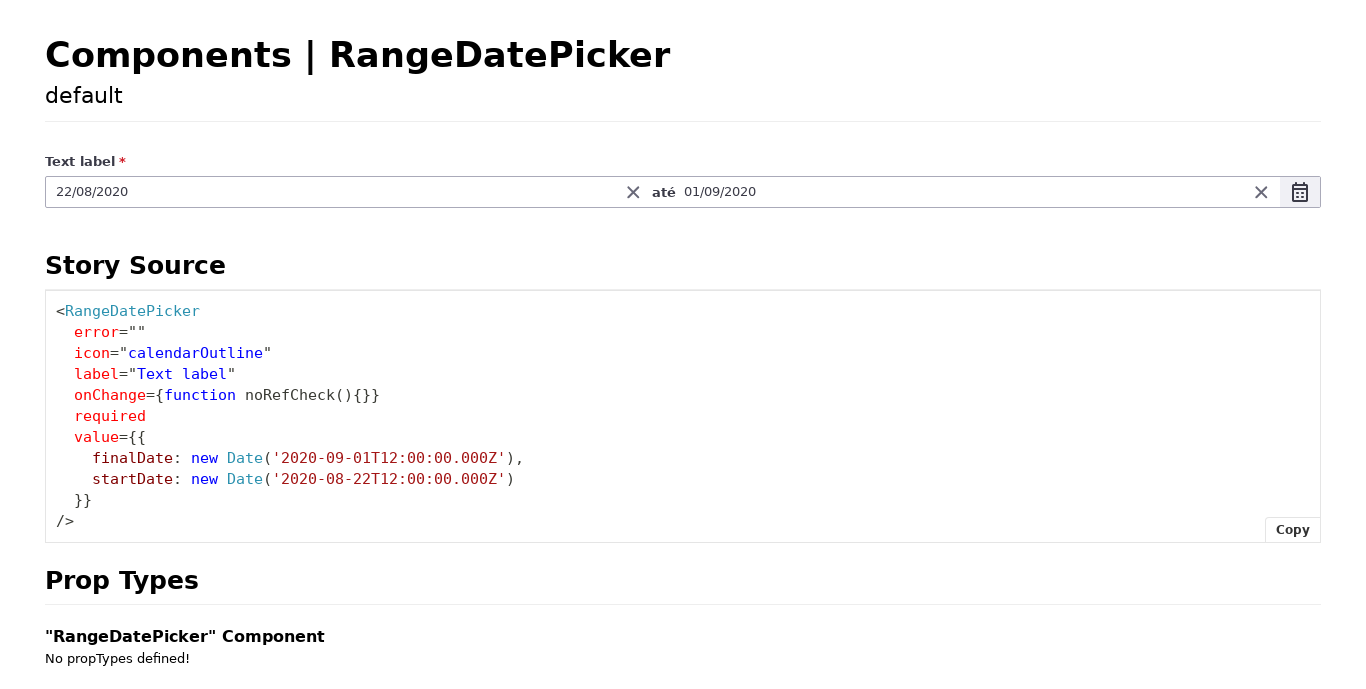 Components | RangeDatePicker
default
Text label *
22/08/2020 até 01/09/2020
Story Source
<RangeDatePicker
  error=""
  icon="calendarOutline"
  label="Text label"
  onChange={function noRefCheck(){}}
  required
  value={{
    finalDate: new Date('2020-09-01T12:00:00.000Z'),
    startDate: new Date('2020-08-22T12:00:00.000Z')
  }}
/>
Copy
Prop Types
"RangeDatePicker" Component
No propTypes defined!